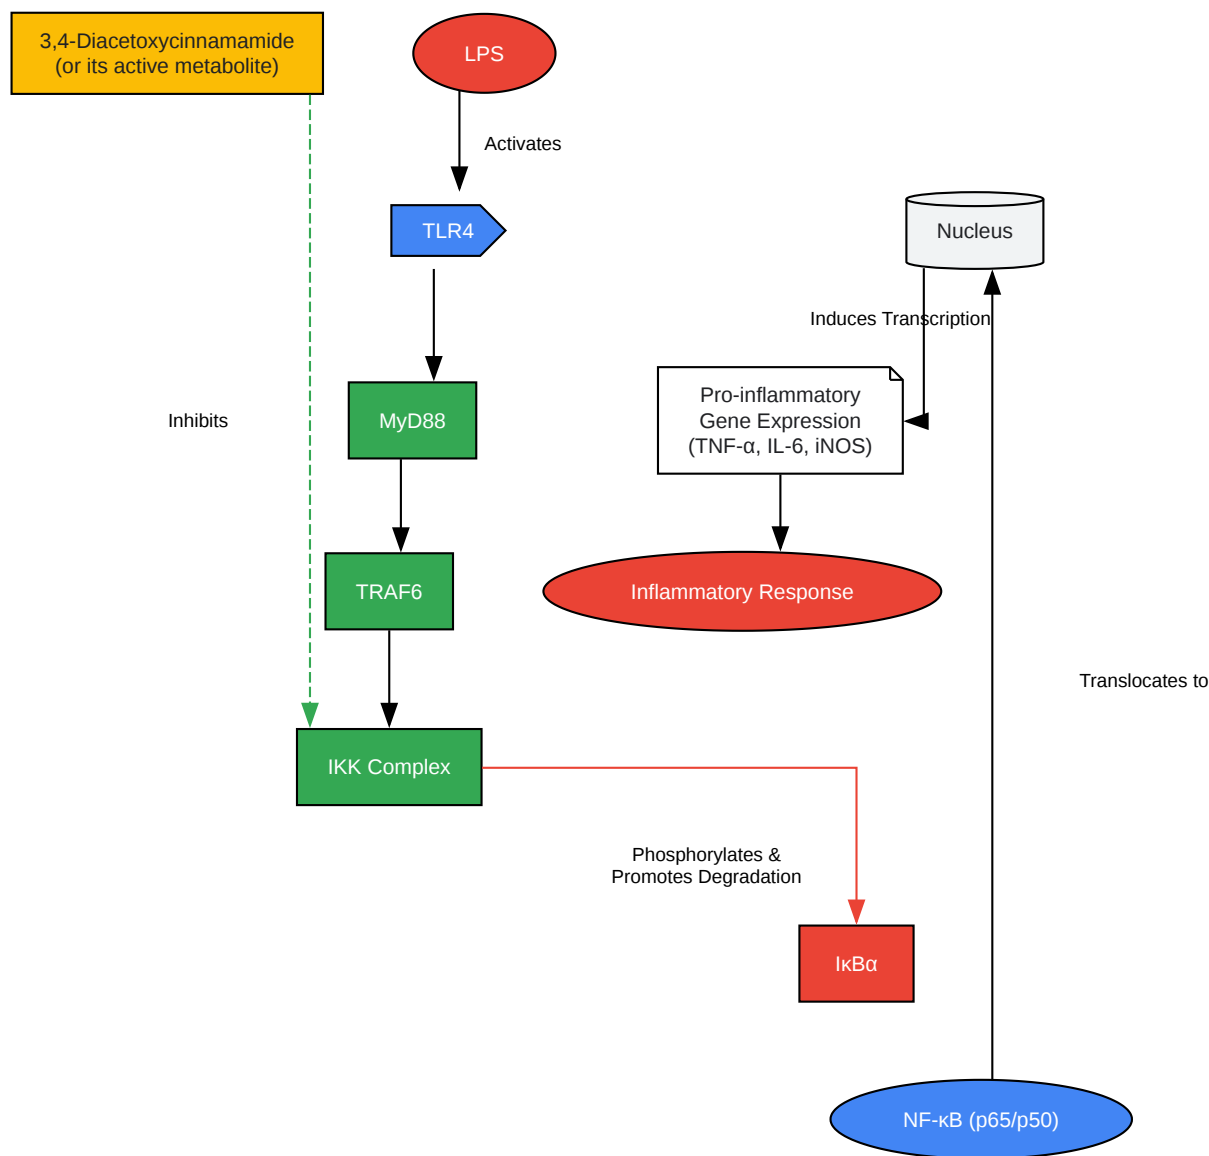 3,4-Diacetoxycinnamamide
(or its active metabolite)
LPS
Activates
TLR4
Nucleus
Induces Transcription
Pro-inflammatory
Gene Expression
(TNF-α, IL-6, iNOS)
MyD88
Inhibits
TRAF6
Inflammatory Response
Translocates to
IKK Complex
Phosphorylates &
Promotes Degradation
IκBα
NF-κB (p65/p50)